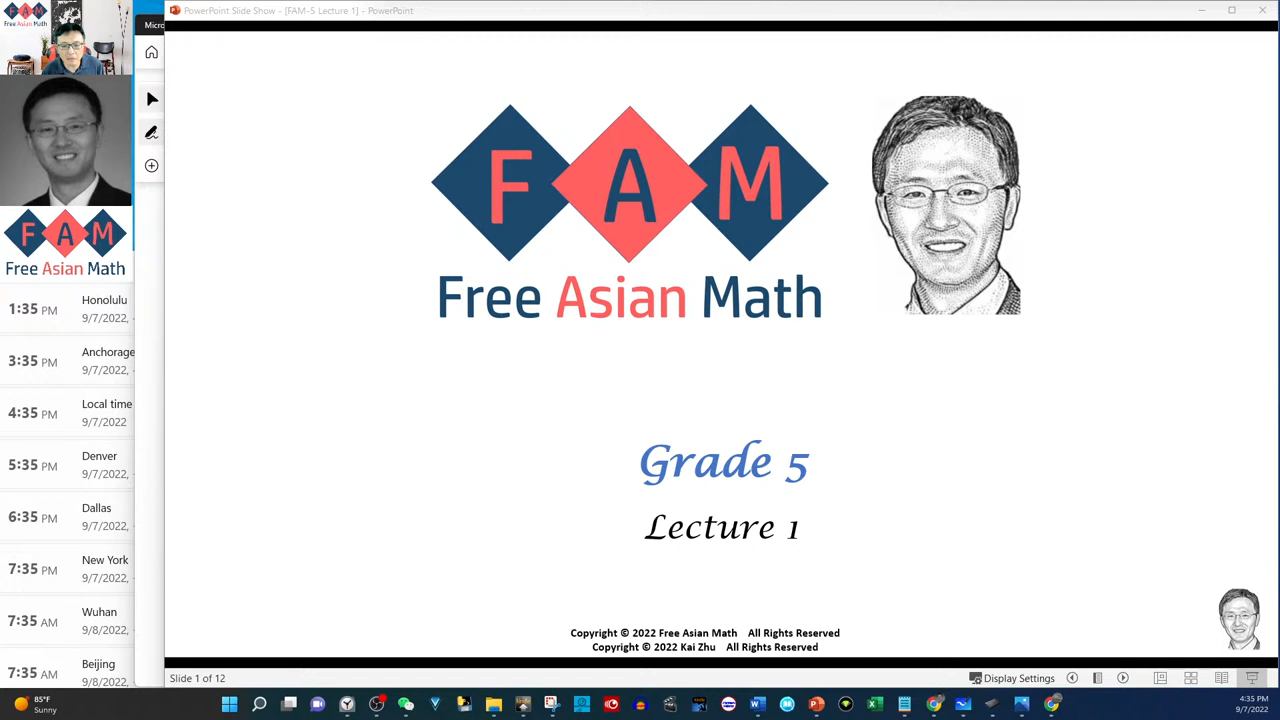 FAM
Free Asian Math
PowerPoint Slide Show - [FAM-5 Lecture 1] - PowerPoint
Micro
FAM
Free Asian Math
FAM
Free Asian Math
1:35 PM Honolulu
9/7/2022,
3:35 PM Anchorage
9/7/2022,
4:35 PM Local time
9/7/2022
5:35 PM Denver
9/7/2022,
6:35 PM Dallas
9/7/2022,
7:35 PM New York
9/7/2022,
7:35 AM Wuhan
9/8/2022,
7:35 AM Beijing
9/8/2022,
Grade 5
Lecture 1
Copyright © 2022 Free Asian Math All Rights Reserved
Copyright © 2022 Kai Zhu All Rights Reserved
Slide 1 of 12
Display Settings
85°F
Sunny
4:35 PM
9/7/2022